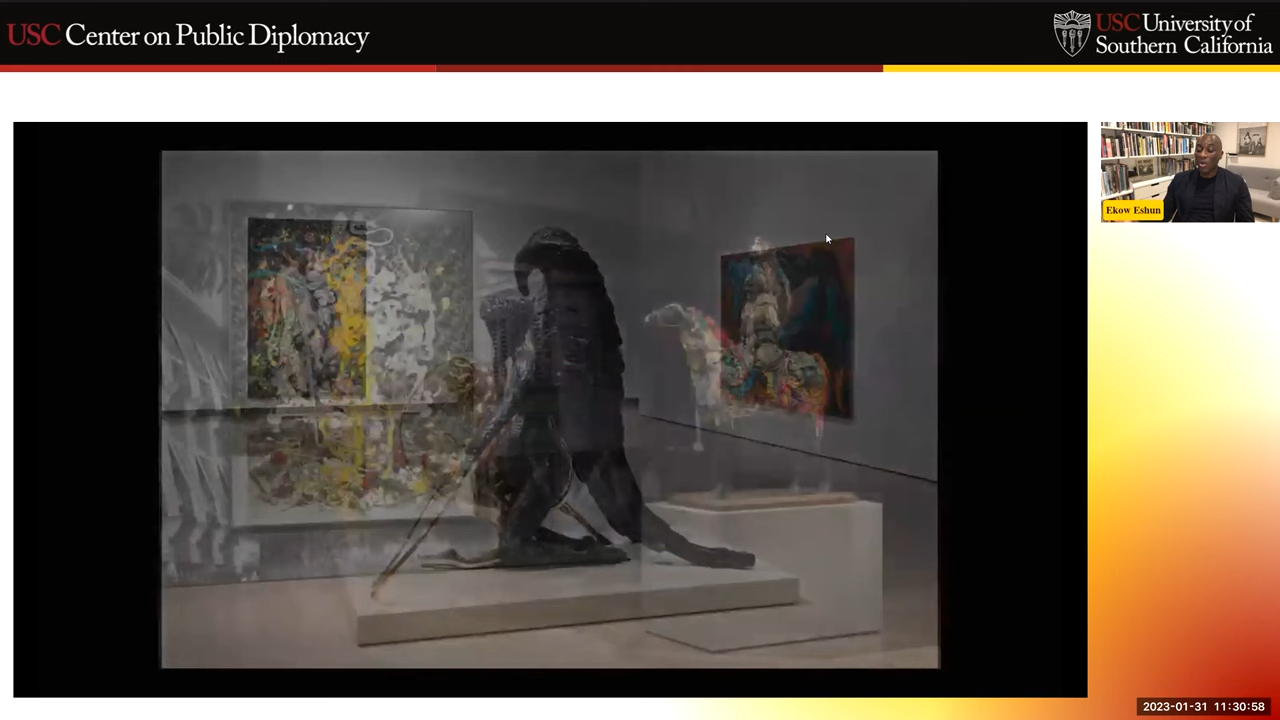 USC Center on Public Diplomacy
USC University of
Southern California
Ekow Eshun
2023-01-31 11:30:58